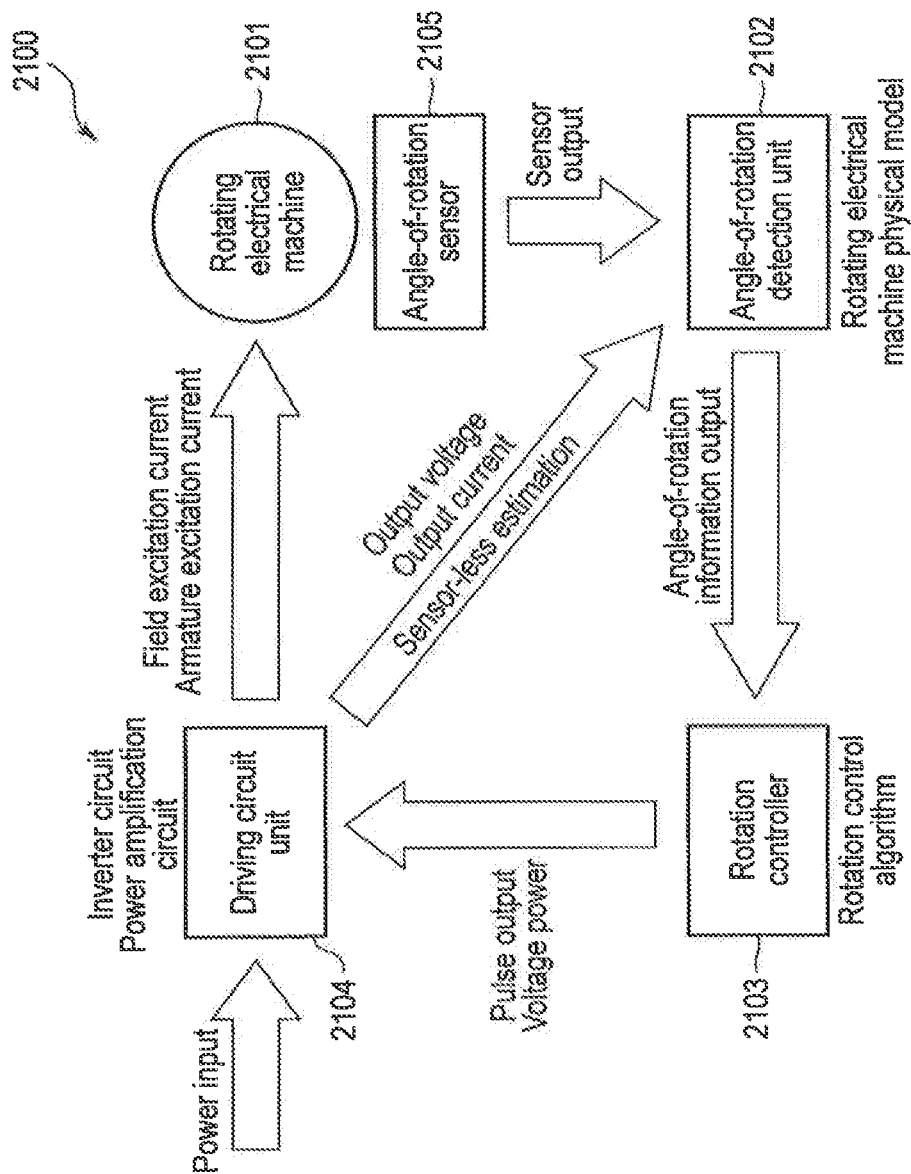 2100
Inverter circuit
Power amplification
circuit
Power input
Driving circuit
unit
2104
Field excitation current
Armature excitation current
Rotating
electrical
machine
2101
Angle-of-rotation
sensor
2105
Output voltage
Output current
Sensor-less estimation
Sensor
output
Pulse output
Voltage power
Rotation
controller
2103
Rotation control
algorithm
Angle-of-rotation
information output
Angle-of-rotation
detection unit
2102
Rotating electrical
machine physical model